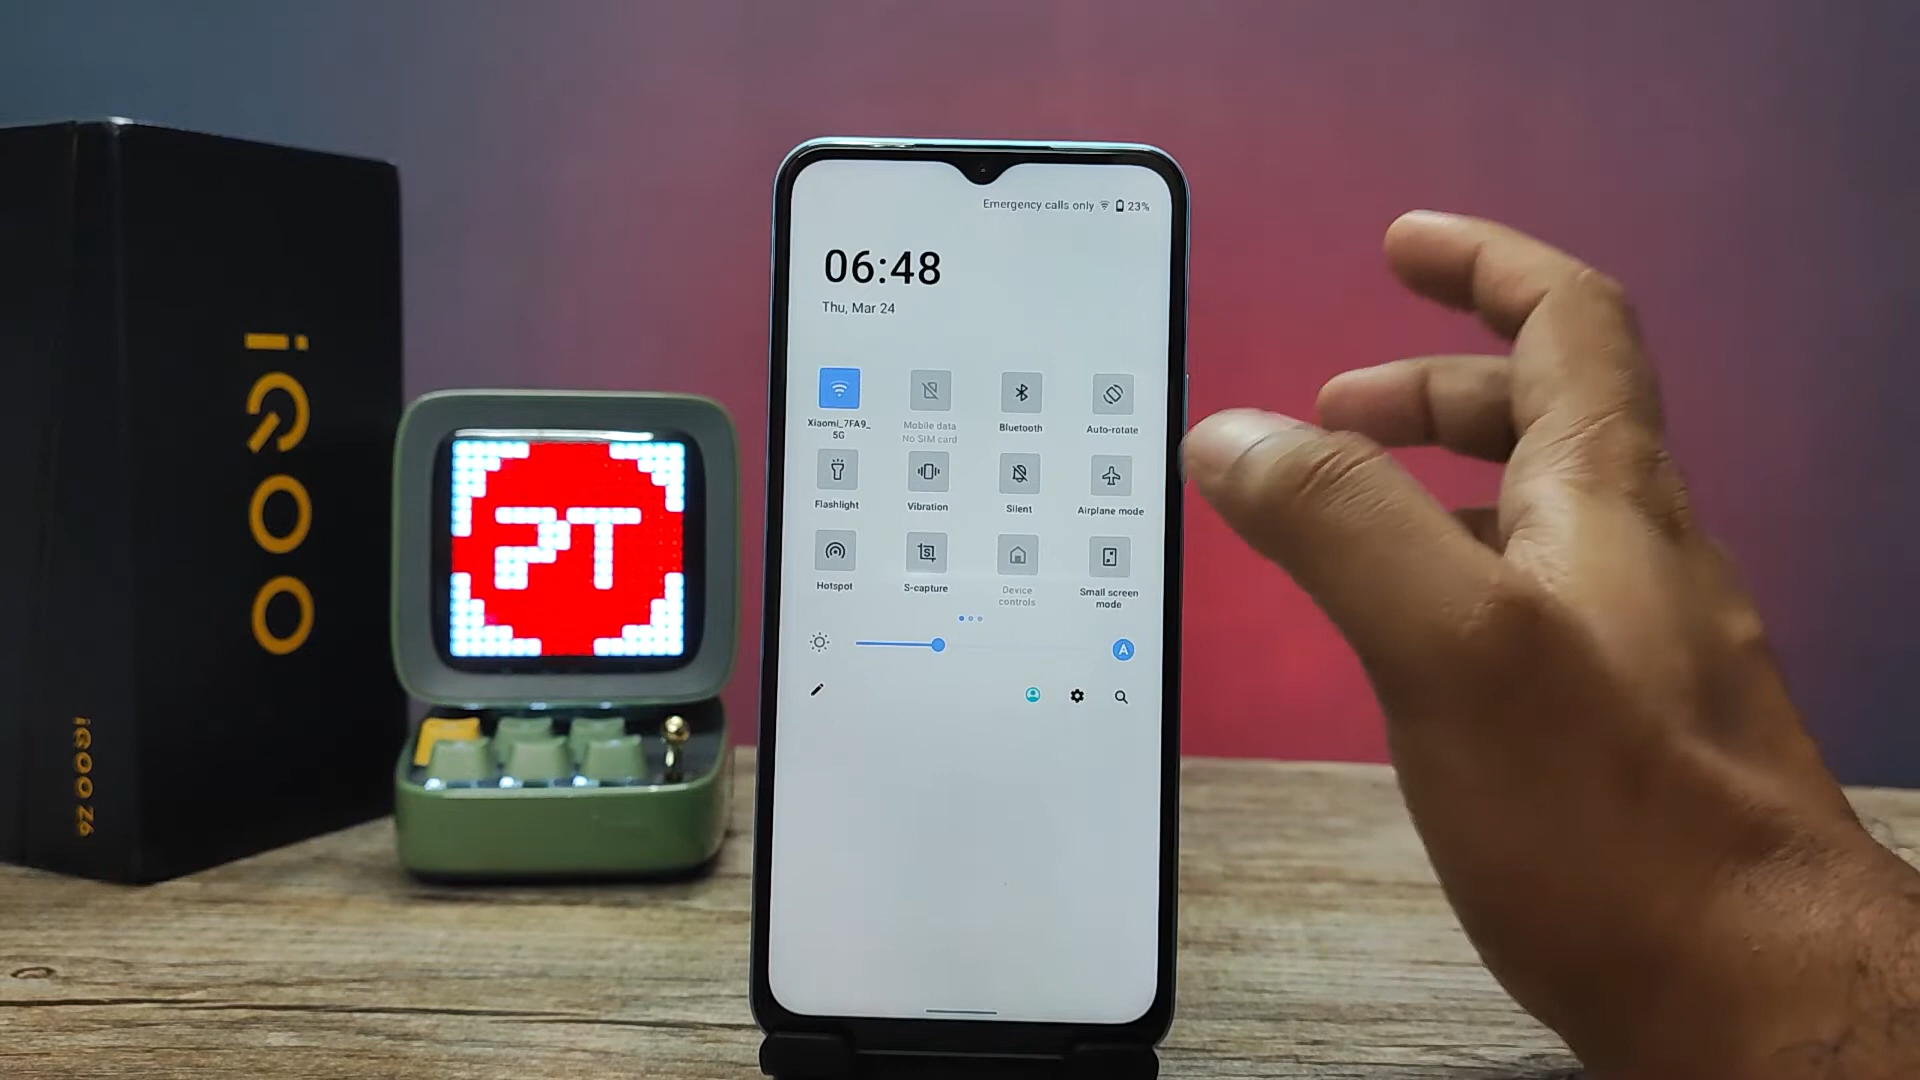 iQOO
iQOO Z6
PT
Emergency calls only 23%
06:48
Thu, Mar 24
Xiaomi_7FA9_
5G
Mobile data
No SIM card
Bluetooth
Auto-rotate
Flashlight
Vibration
Silent
Airplane mode
Hotspot
S-capture
Device
controls
Small screen
mode
A